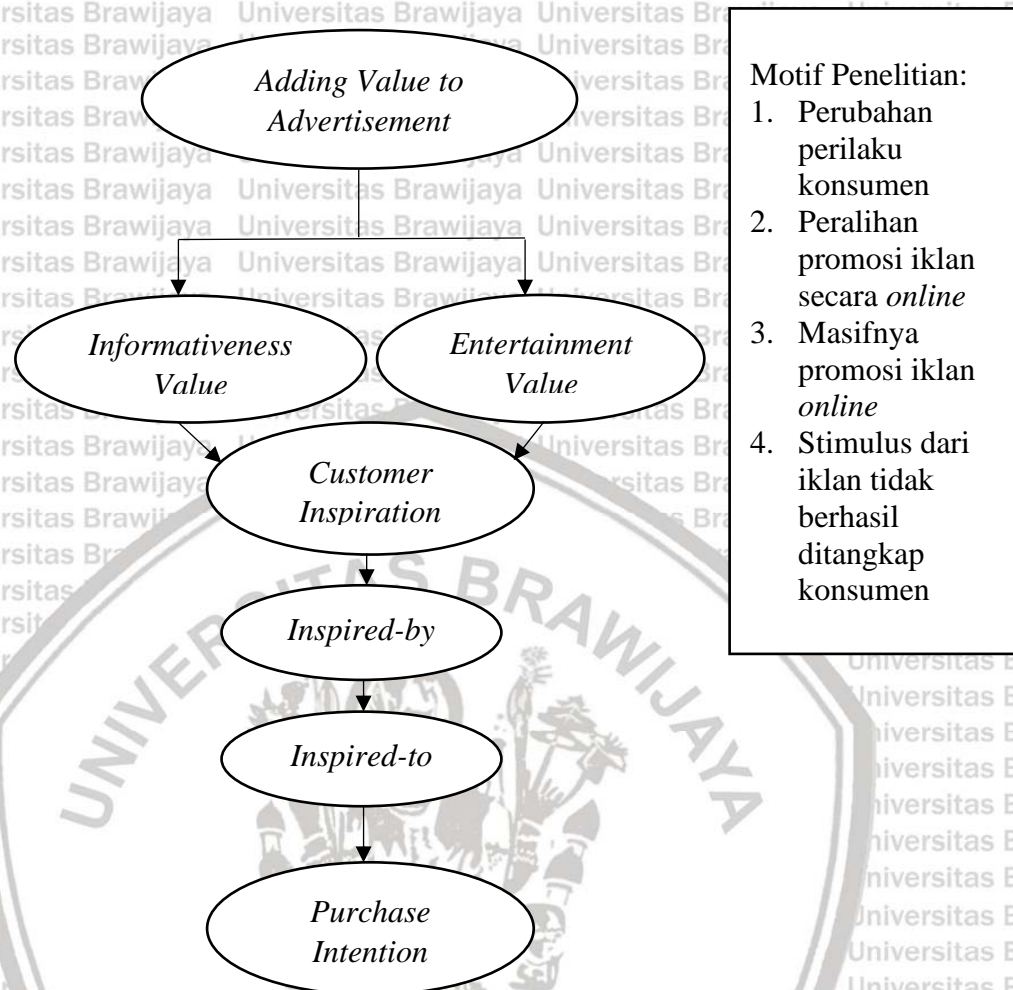 Adding Value to
Advertisement
Informativeness
Value
Entertainment
Value
Customer
Inspiration
Inspired-by
Inspired-to
Purchase
Intention
Motif Penelitian:
1. Perubahan
perilaku
konsumen
2. Peralihan
promosi iklan
secara online
3. Masifnya
promosi iklan
online
4. Stimulus dari
iklan tidak
berhasil
ditangkap
konsumen
UNIVERSITAS BRAWIJAYA